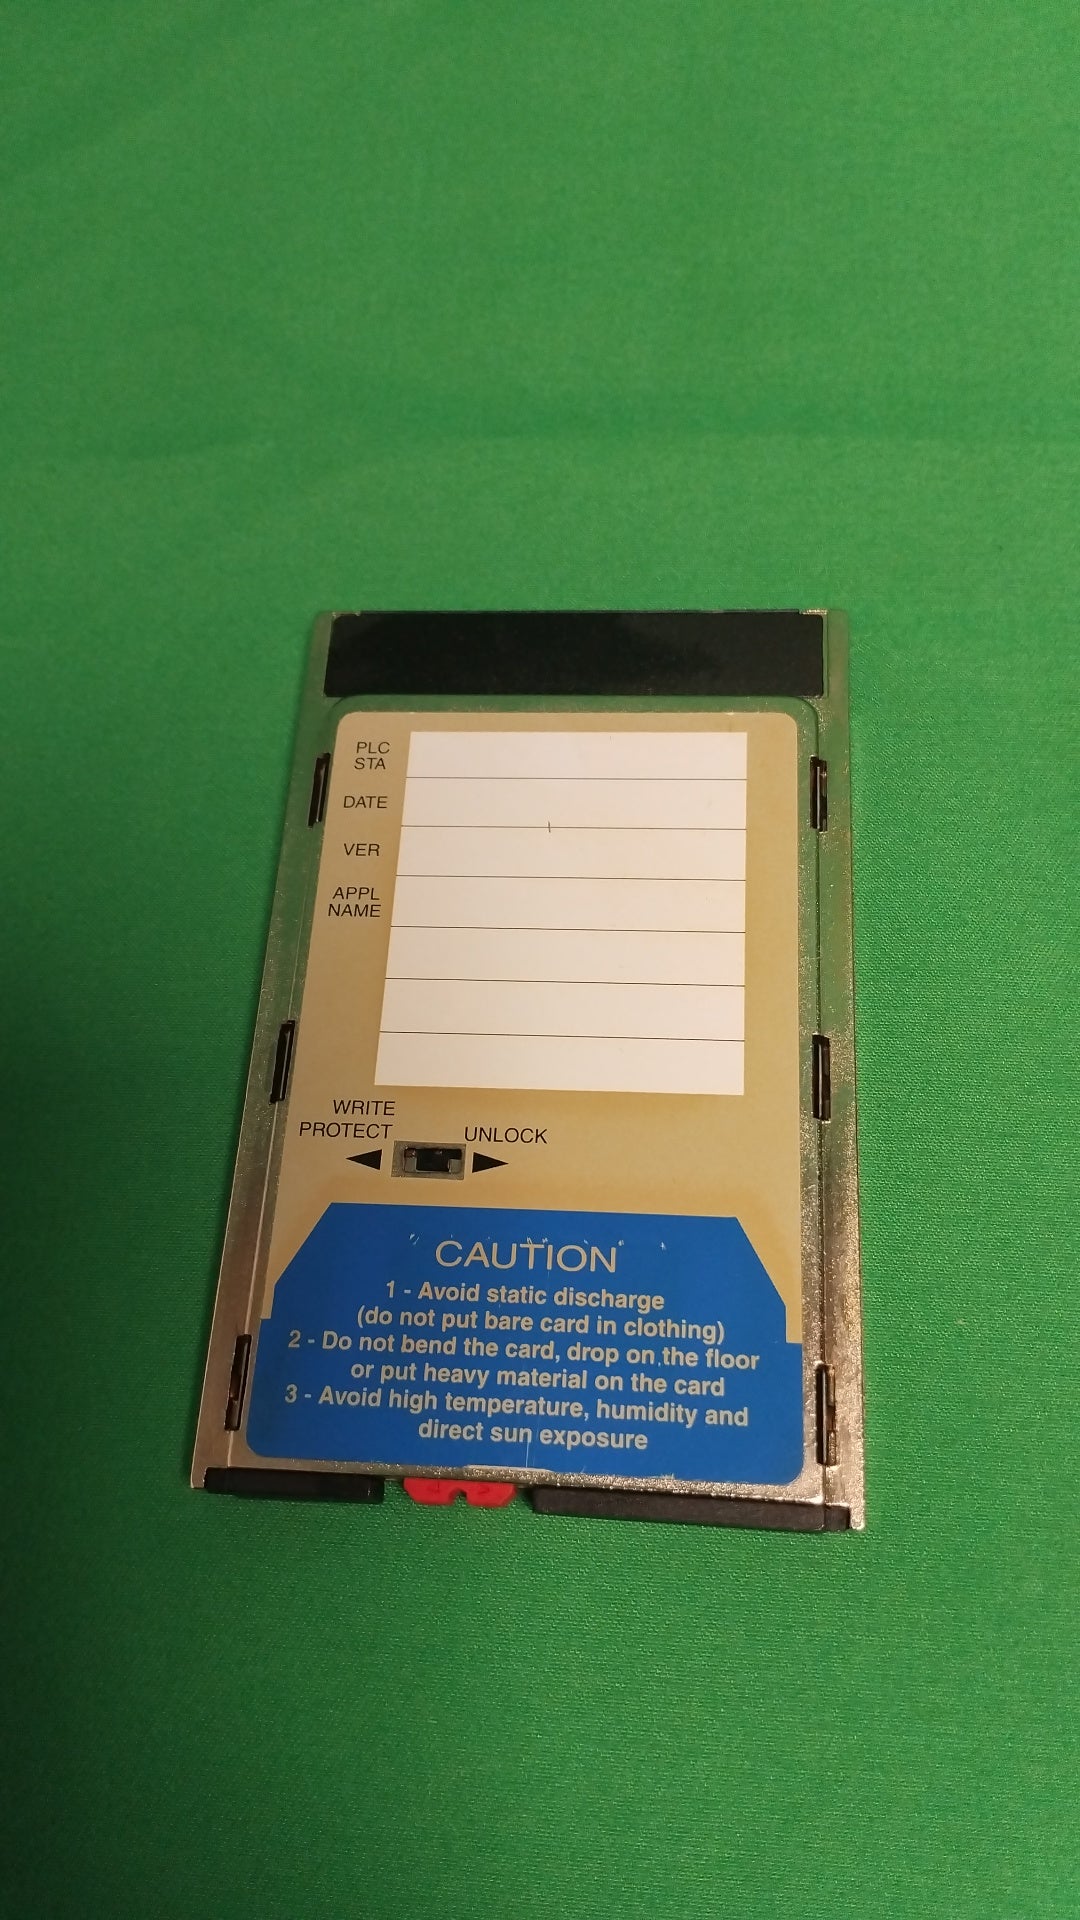 PLC
STA
DATE
VER
APPL
NAME
WRITE
PROTECT
UNLOCK
CAUTION
1 - Avoid static discharge
(do not put bare card in clothing)
2 - Do not bend the card, drop on the floor
or put heavy material on the card
3 - Avoid high temperature, humidity and
direct sun exposure